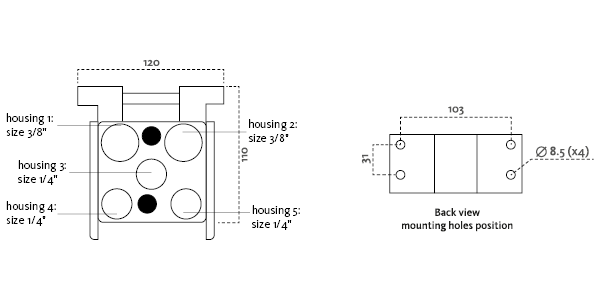 120
housing 1:
size 3/8"
housing 2:
size 3/8"
housing 3:
size 1/4"
110
housing 4:
size 1/4"
housing 5:
size 1/4"
103
31
Ø 8.5 (x4)
Back view
mounting holes position